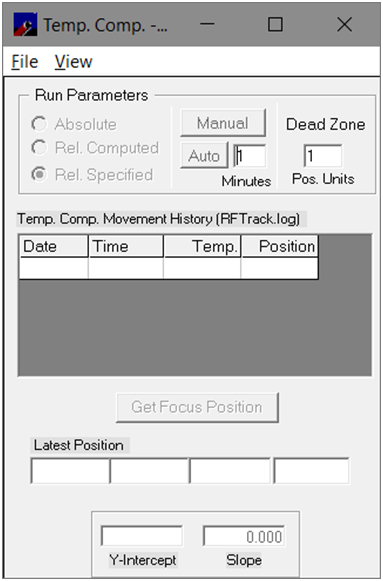 Temp. Comp. -...
File View
Run Parameters
Absolute
Rel. Computed
Rel. Specified
Manual
Auto
1
Minutes
Dead Zone
1
Pos. Units
Temp. Comp. Movement History (RFTrack.log)
Date Time Temp. Position
Get Focus Position
Latest Position
0.000
Y-Intercept Slope